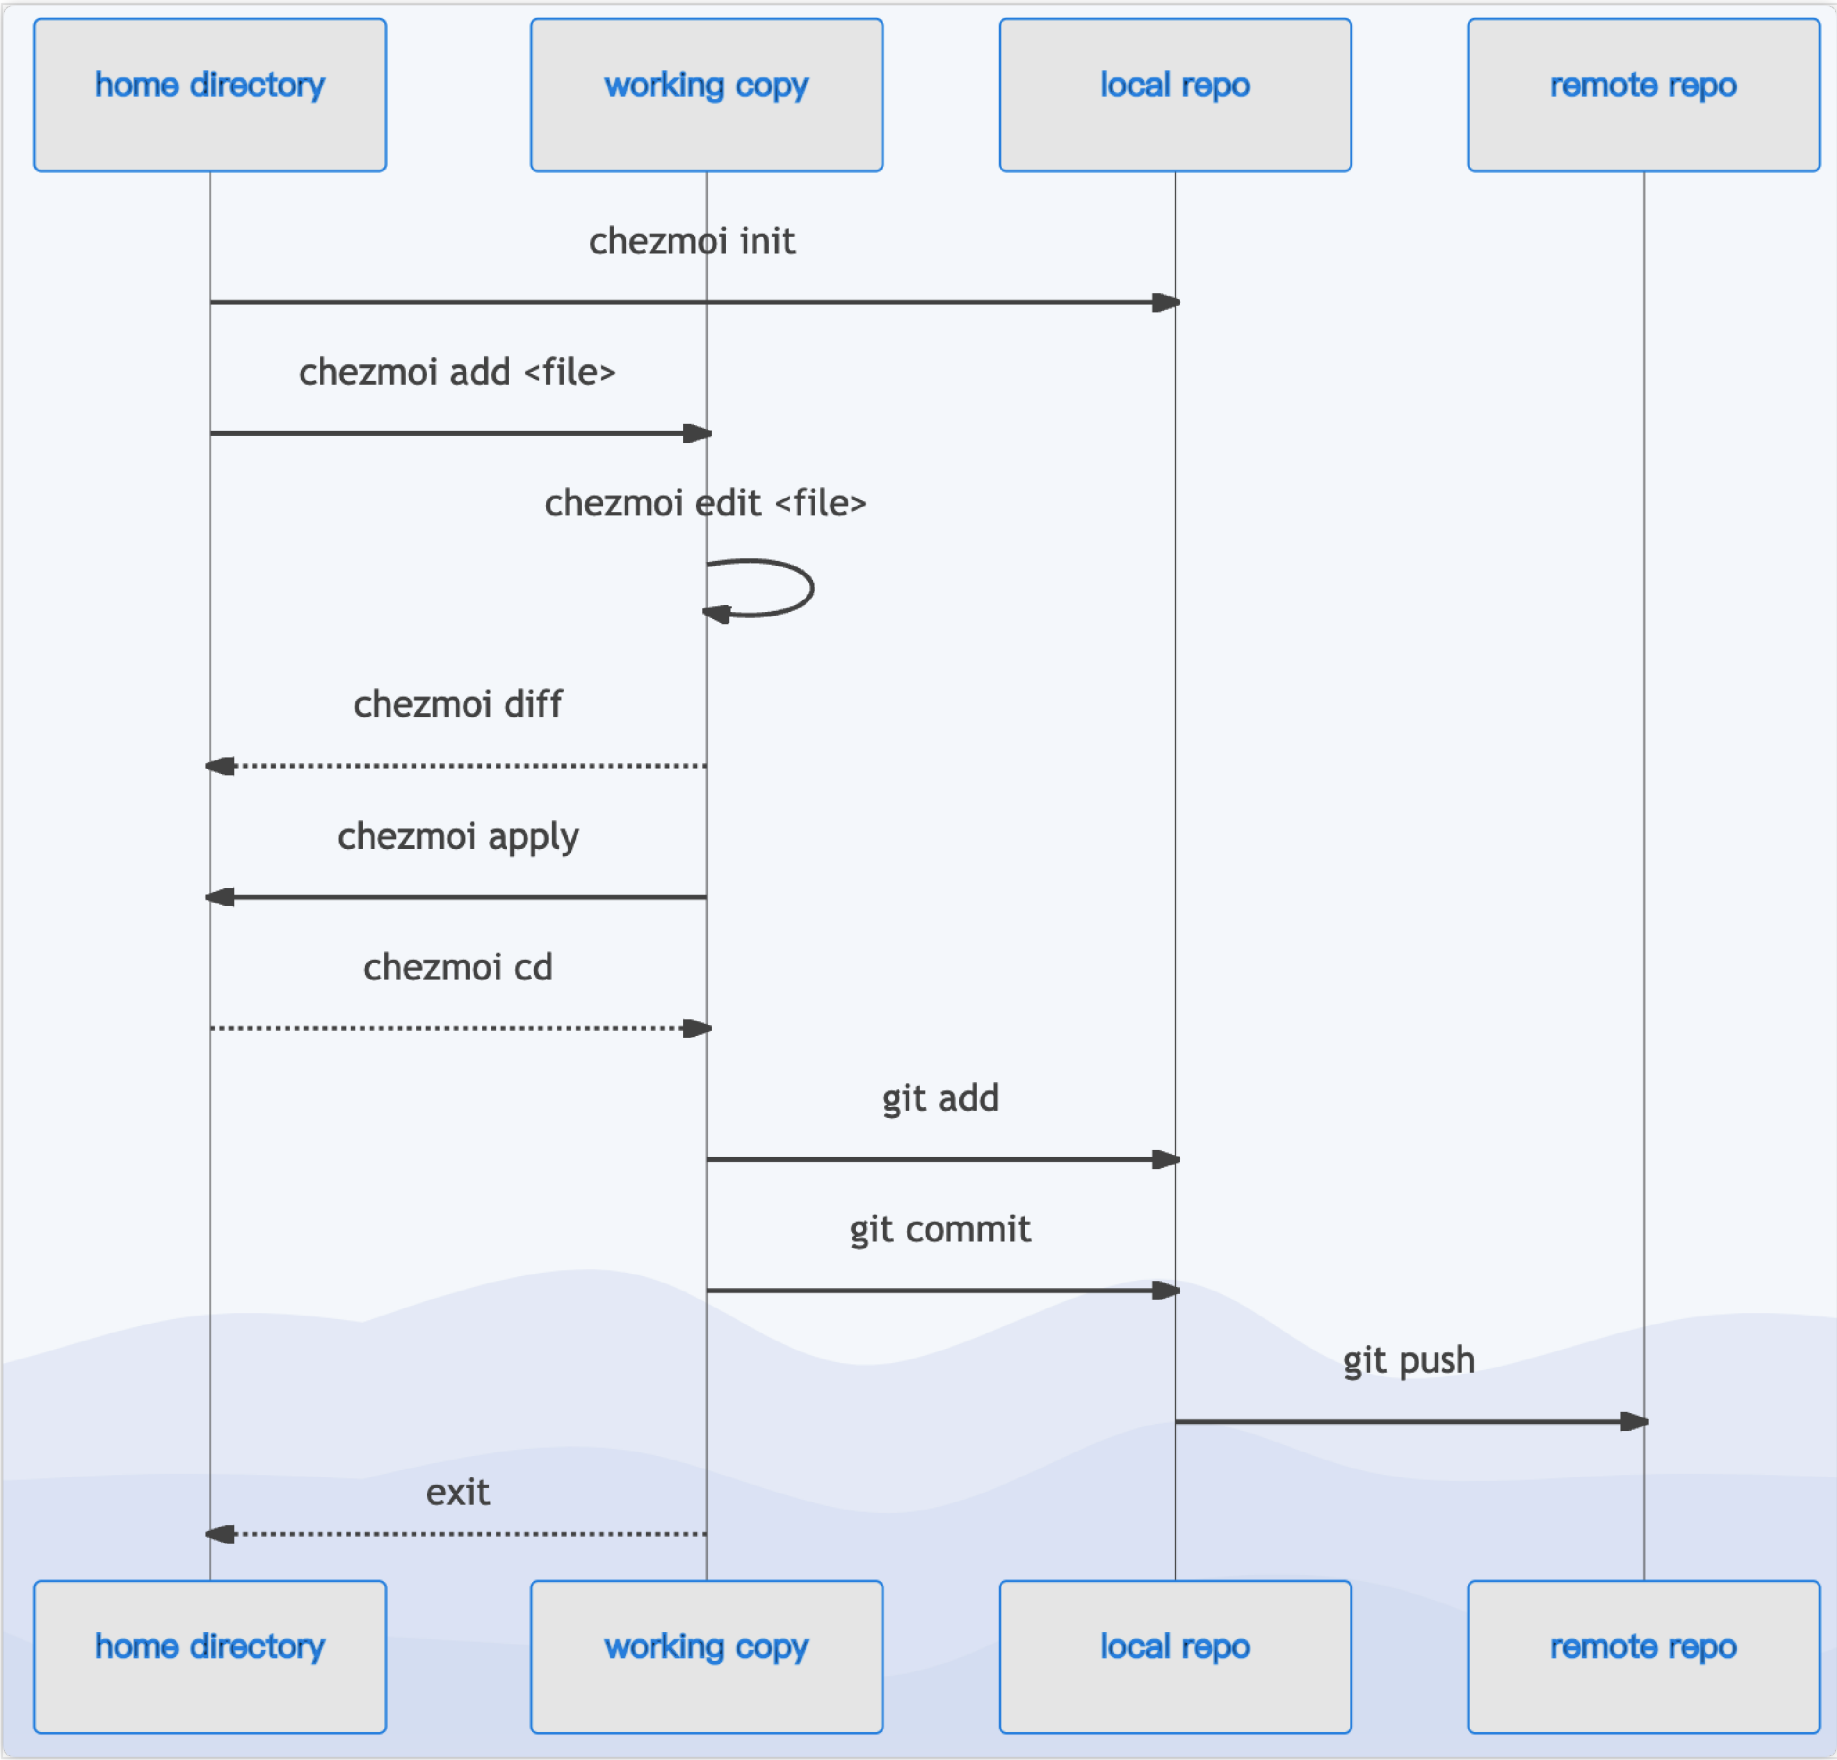 home directory
working copy
local repo
remote repo
chezmoi init
chezmoi add <file>
chezmoi edit <file>
chezmoi diff
chezmoi apply
chezmoi cd
git add
git commit
git push
exit
home directory
working copy
local repo
remote repo